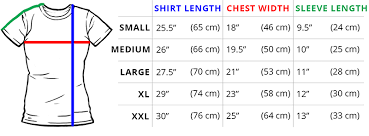 SHIRT LENGTH CHEST WIDTH SLEEVE LENGTH
SMALL 25.5" (65 cm) 18" (46 cm) 9.5" (24 cm)
MEDIUM 26" (66 cm) 19.5" (50 cm) 10" (25 cm)
LARGE 27.5" (70 cm) 21" (53 cm) 11" (28 cm)
XL 29" (74 cm) 23" (58 cm) 12" (30 cm)
XXL 30" (76 cm) 25" (64 cm) 13" (33 cm)